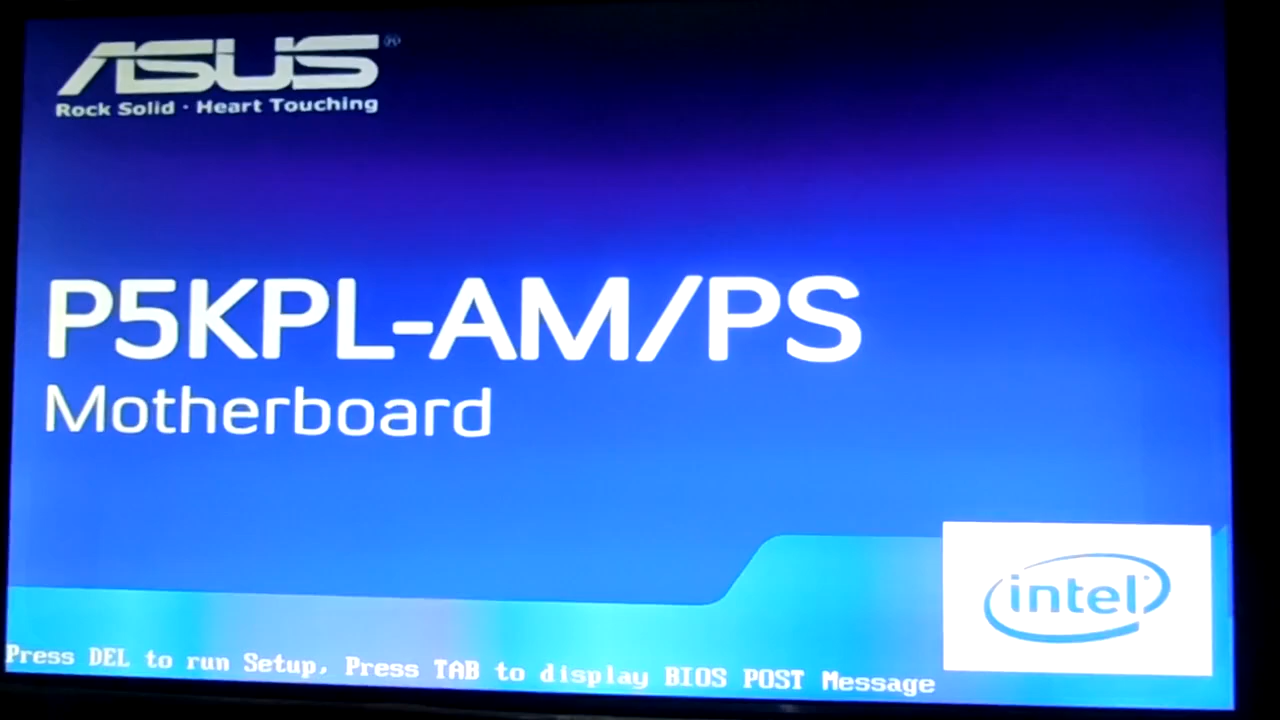 ASUS®
Rock Solid · Heart Touching
P5KPL-AM/PS
Motherboard
intel
Press DEL to run Setup, Press TAB to display BIOS POST Message